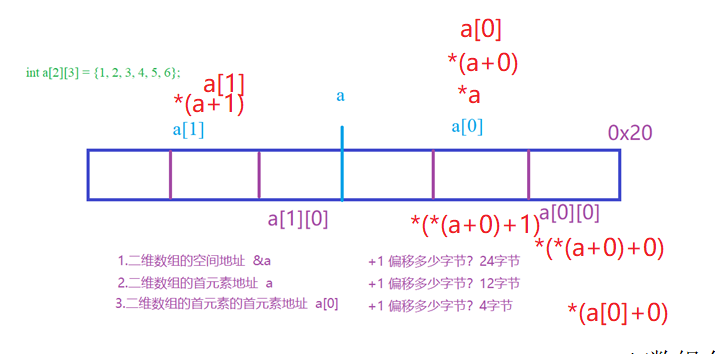 a[0]
*(a+0)
int a[2][3] = {1, 2, 3, 4, 5, 6};
a[1]
*(a+1)
a
*a
a[1]
a[0]
0x20
a[1][0]
*(*(a+0)+1)
a[0][0]
*(*(a+0)+0)
1.二维数组的空间地址 &a
+1 偏移多少字节？24字节
2.二维数组的首元素地址 a
+1 偏移多少字节？12字节
3.二维数组的首元素的首元素地址 a[0]
+1 偏移多少字节？4字节
*(a[0]+0)